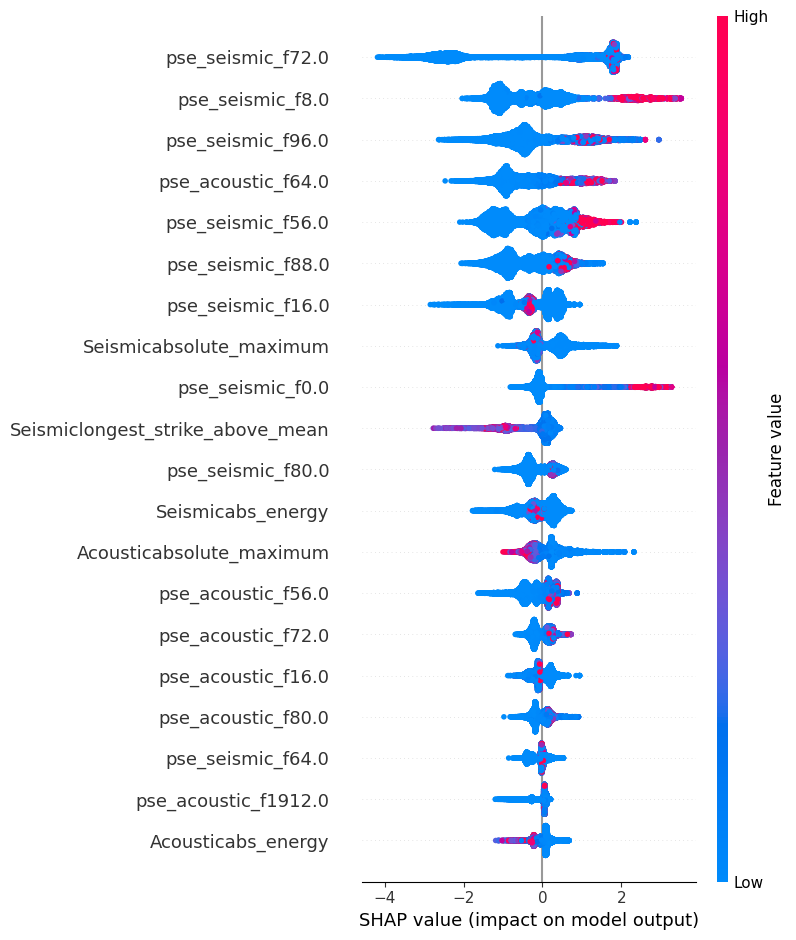 High
pse_seismic_f72.0
pse_seismic_f8.0
pse_seismic_f96.0
pse_acoustic_f64.0
pse_seismic_f56.0
pse_seismic_f88.0
pse_seismic_f16.0
Seismicabsolute_maximum
pse_seismic_f0.0
Seismiclongest_strike_above_mean
pse_seismic_f80.0
Seismicabs_energy
Acousticabsolute_maximum
pse_acoustic_f56.0
pse_acoustic_f72.0
pse_acoustic_f16.0
pse_acoustic_f80.0
pse_seismic_f64.0
pse_acoustic_f1912.0
Acousticabs_energy
Feature value
Low
−4 −2 0 2
SHAP value (impact on model output)